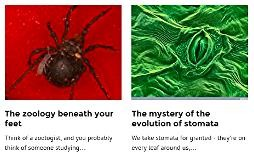 The zoology beneath your
feet
Think of a zoologist, and you probably
think of someone studying...
The mystery of the
evolution of stomata
We take stomata for granted – they're on
every leaf around us,...